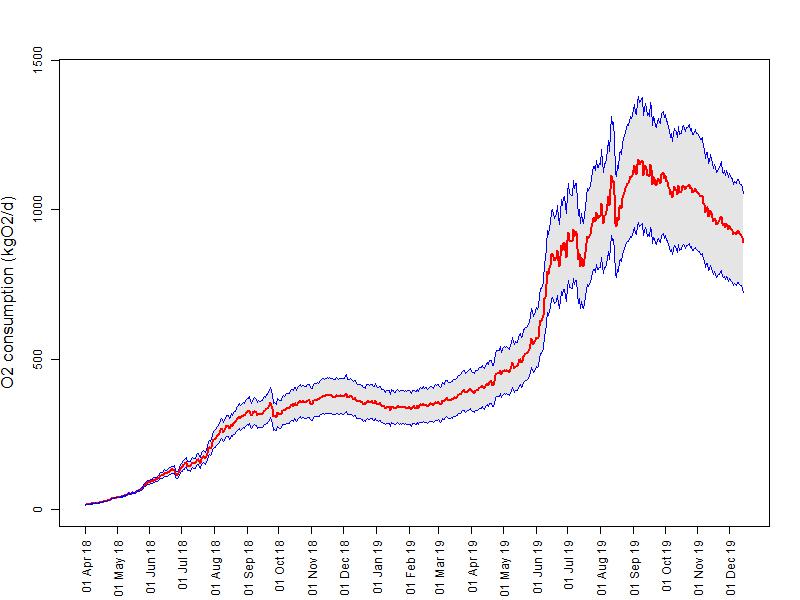 1500
1000
500
0
O2 consumption (kgO2/d)
01 Apr 18
01 May 18
01 Jun 18
01 Jul 18
01 Aug 18
01 Sep 18
01 Oct 18
01 Nov 18
01 Dec 18
01 Jan 19
01 Feb 19
01 Mar 19
01 Apr 19
01 May 19
01 Jun 19
01 Jul 19
01 Aug 19
01 Sep 19
01 Oct 19
01 Nov 19
01 Dec 19